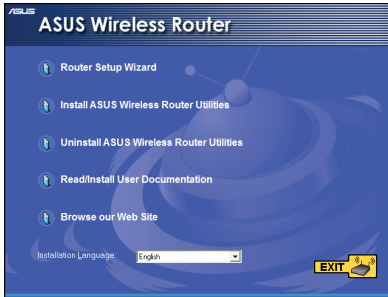 ASUS
ASUS Wireless Router
Router Setup Wizard
Install ASUS Wireless Router Utilities
Uninstall ASUS Wireless Router Utilities
Read/Install User Documentation
Browse our Web Site
Installation Language:
English
EXIT